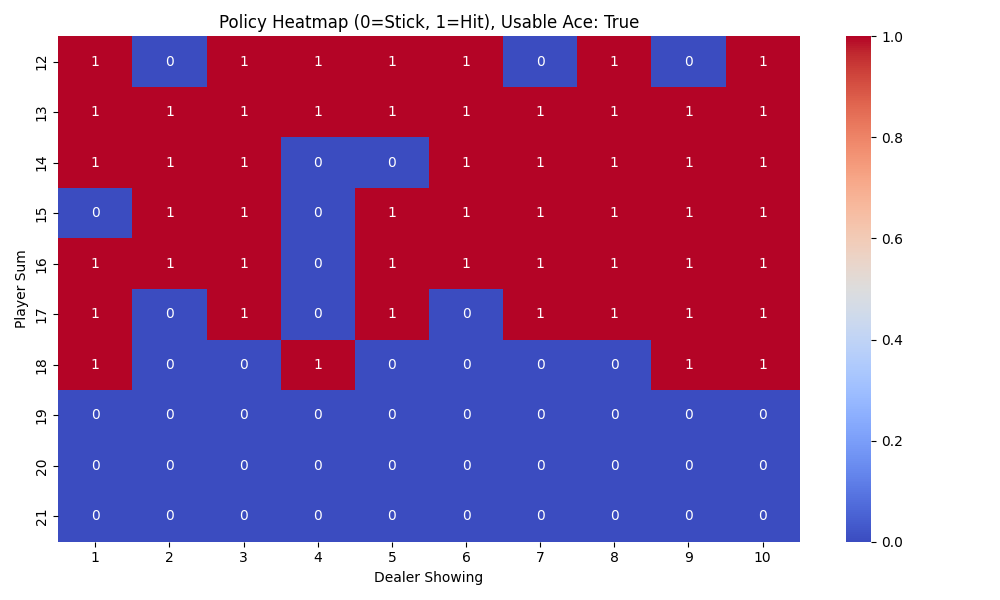 Policy Heatmap (0=Stick, 1=Hit), Usable Ace: True
12 1 0 1 1 1 1 0 1 0 1
13 1 1 1 1 1 1 1 1 1 1
14 1 1 1 0 0 1 1 1 1 1
15 0 1 1 0 1 1 1 1 1 1
16 1 1 1 0 1 1 1 1 1 1
17 1 0 1 0 1 0 1 1 1 1
18 1 0 0 1 0 0 0 0 1 1
19 0 0 0 0 0 0 0 0 0 0
20 0 0 0 0 0 0 0 0 0 0
21 0 0 0 0 0 0 0 0 0 0
1 2 3 4 5 6 7 8 9 10
Dealer Showing
Player Sum
1.0
0.8
0.6
0.4
0.2
0.0